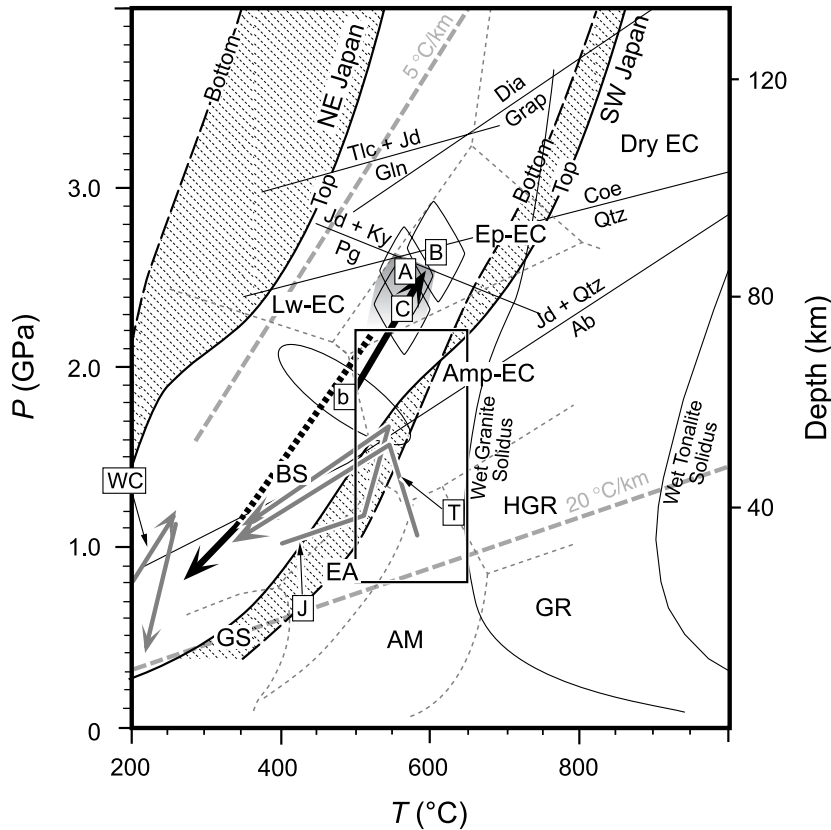 5 °C/km
Bottom
NE Japan
Top
Dia
Grap
SW Japan
Bottom
Top
Dry EC
Tlc + Jd
Gln
Coe
Qtz
Jd + Ky
Pg
Ep-EC
B
A
C
Lw-EC
Jd + Qtz
Ab
Amp-EC
b
BS
WC
T
Wet Granite
Solidus
Wet Tonalite
Solidus
HGR
20 °C/km
EA
J
GS
AM
GR
P (GPa)
3.0
2.0
1.0
0
Depth (km)
120
80
40
200
400
600
800
T (°C)